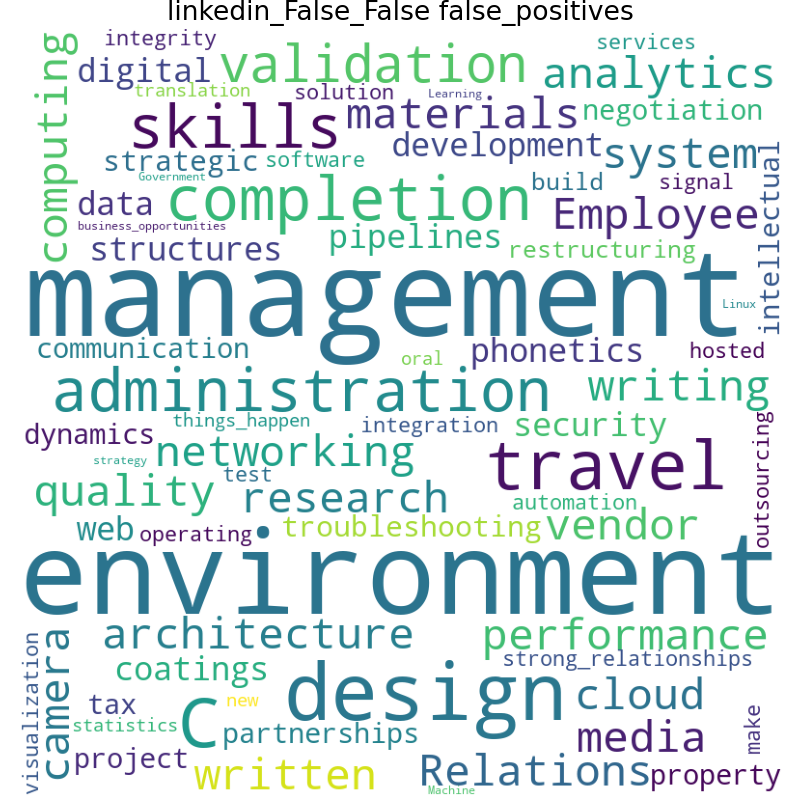 linkedin_False_False false_positives
integrity
services
computing
digital
validation
analytics
translation
solution
Learning
skills
materials
negotiation
development
system
strategic
software
Government
data
completion
build
signal
intellectual
business_opportunities
Employee
structures
pipelines
restructuring
management
Linux
communication
oral
phonetics
hosted
administration
writing
dynamics
things_happen
integration
security
outsourcing
networking
travel
strategy
test
quality
research
automation
web
operating
troubleshooting
vendor
environment
architecture
performance
visualization
camera
coatings
strong_relationships
design
cloud
tax
new
C
statistics
partnerships
media
make
project
written
Relations
property
Machine